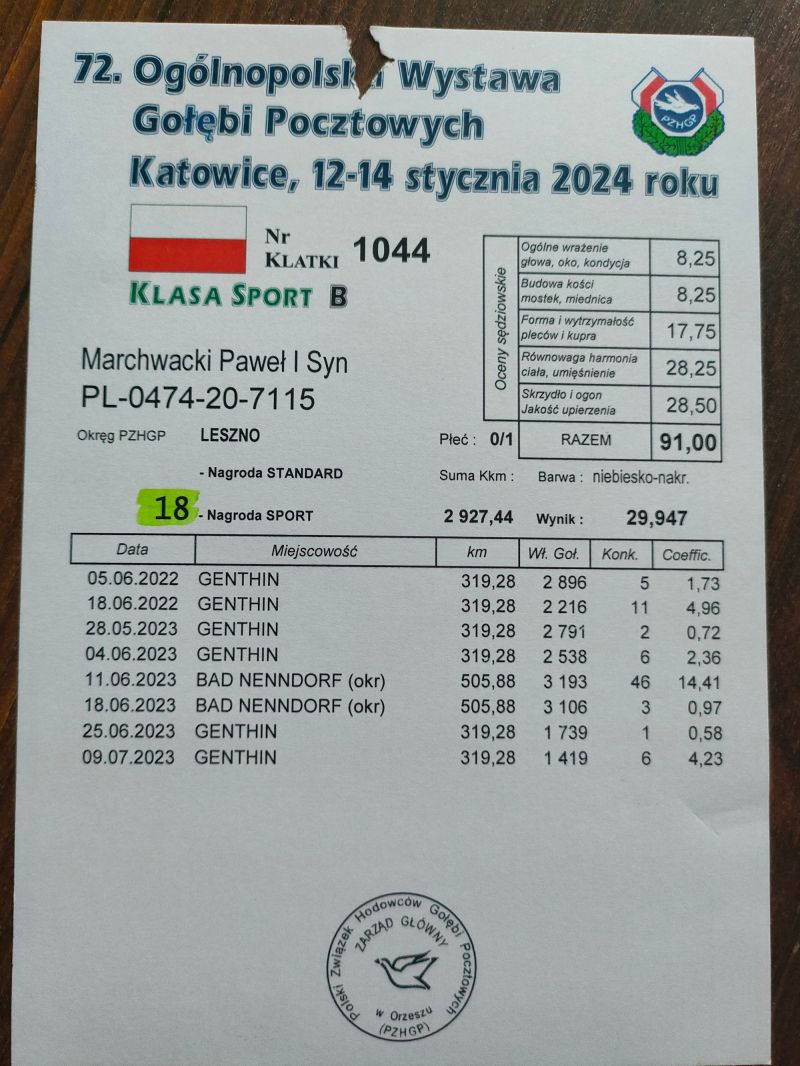 72. Ogólnopolska Wystawa
Gołębi Pocztowych
Katowice, 12-14 stycznia 2024 roku
PZHGP
Nr
KLATKI 1044
KLASA SPORT B
Oceny sędziowskie
Ogólne wrażenie
głowa, oko, kondycja 8,25
Budowa kości
mostek, miednica 8,25
Forma i wytrzymałość
pleców i kupra 17,75
Równowaga harmonia
ciała, umięśnienie 28,25
Skrzydło i ogon
Jakość upierzenia 28,50
RAZEM 91,00
Marchwacki Paweł I Syn
PL-0474-20-7115
Okręg PZHGP LESZNO Płeć : 0/1
- Nagroda STANDARD Suma Kkm : Barwa : niebiesko-nakr.
18 - Nagroda SPORT 2 927,44 Wynik : 29,947
Data Miejscowość km Wł. Goł. Konk. Coeffic.
05.06.2022 GENTHIN 319,28 2 896 5 1,73
18.06.2022 GENTHIN 319,28 2 216 11 4,96
28.05.2023 GENTHIN 319,28 2 791 2 0,72
04.06.2023 GENTHIN 319,28 2 538 6 2,36
11.06.2023 BAD NENNDORF (okr) 505,88 3 193 46 14,41
18.06.2023 BAD NENNDORF (okr) 505,88 3 106 3 0,97
25.06.2023 GENTHIN 319,28 1 739 1 0,58
09.07.2023 GENTHIN 319,28 1 419 6 4,23
Polski Związek Hodowców Gołębi Pocztowych
ZARZĄD GŁÓWNY
w Orzeszu
(PZHGP)